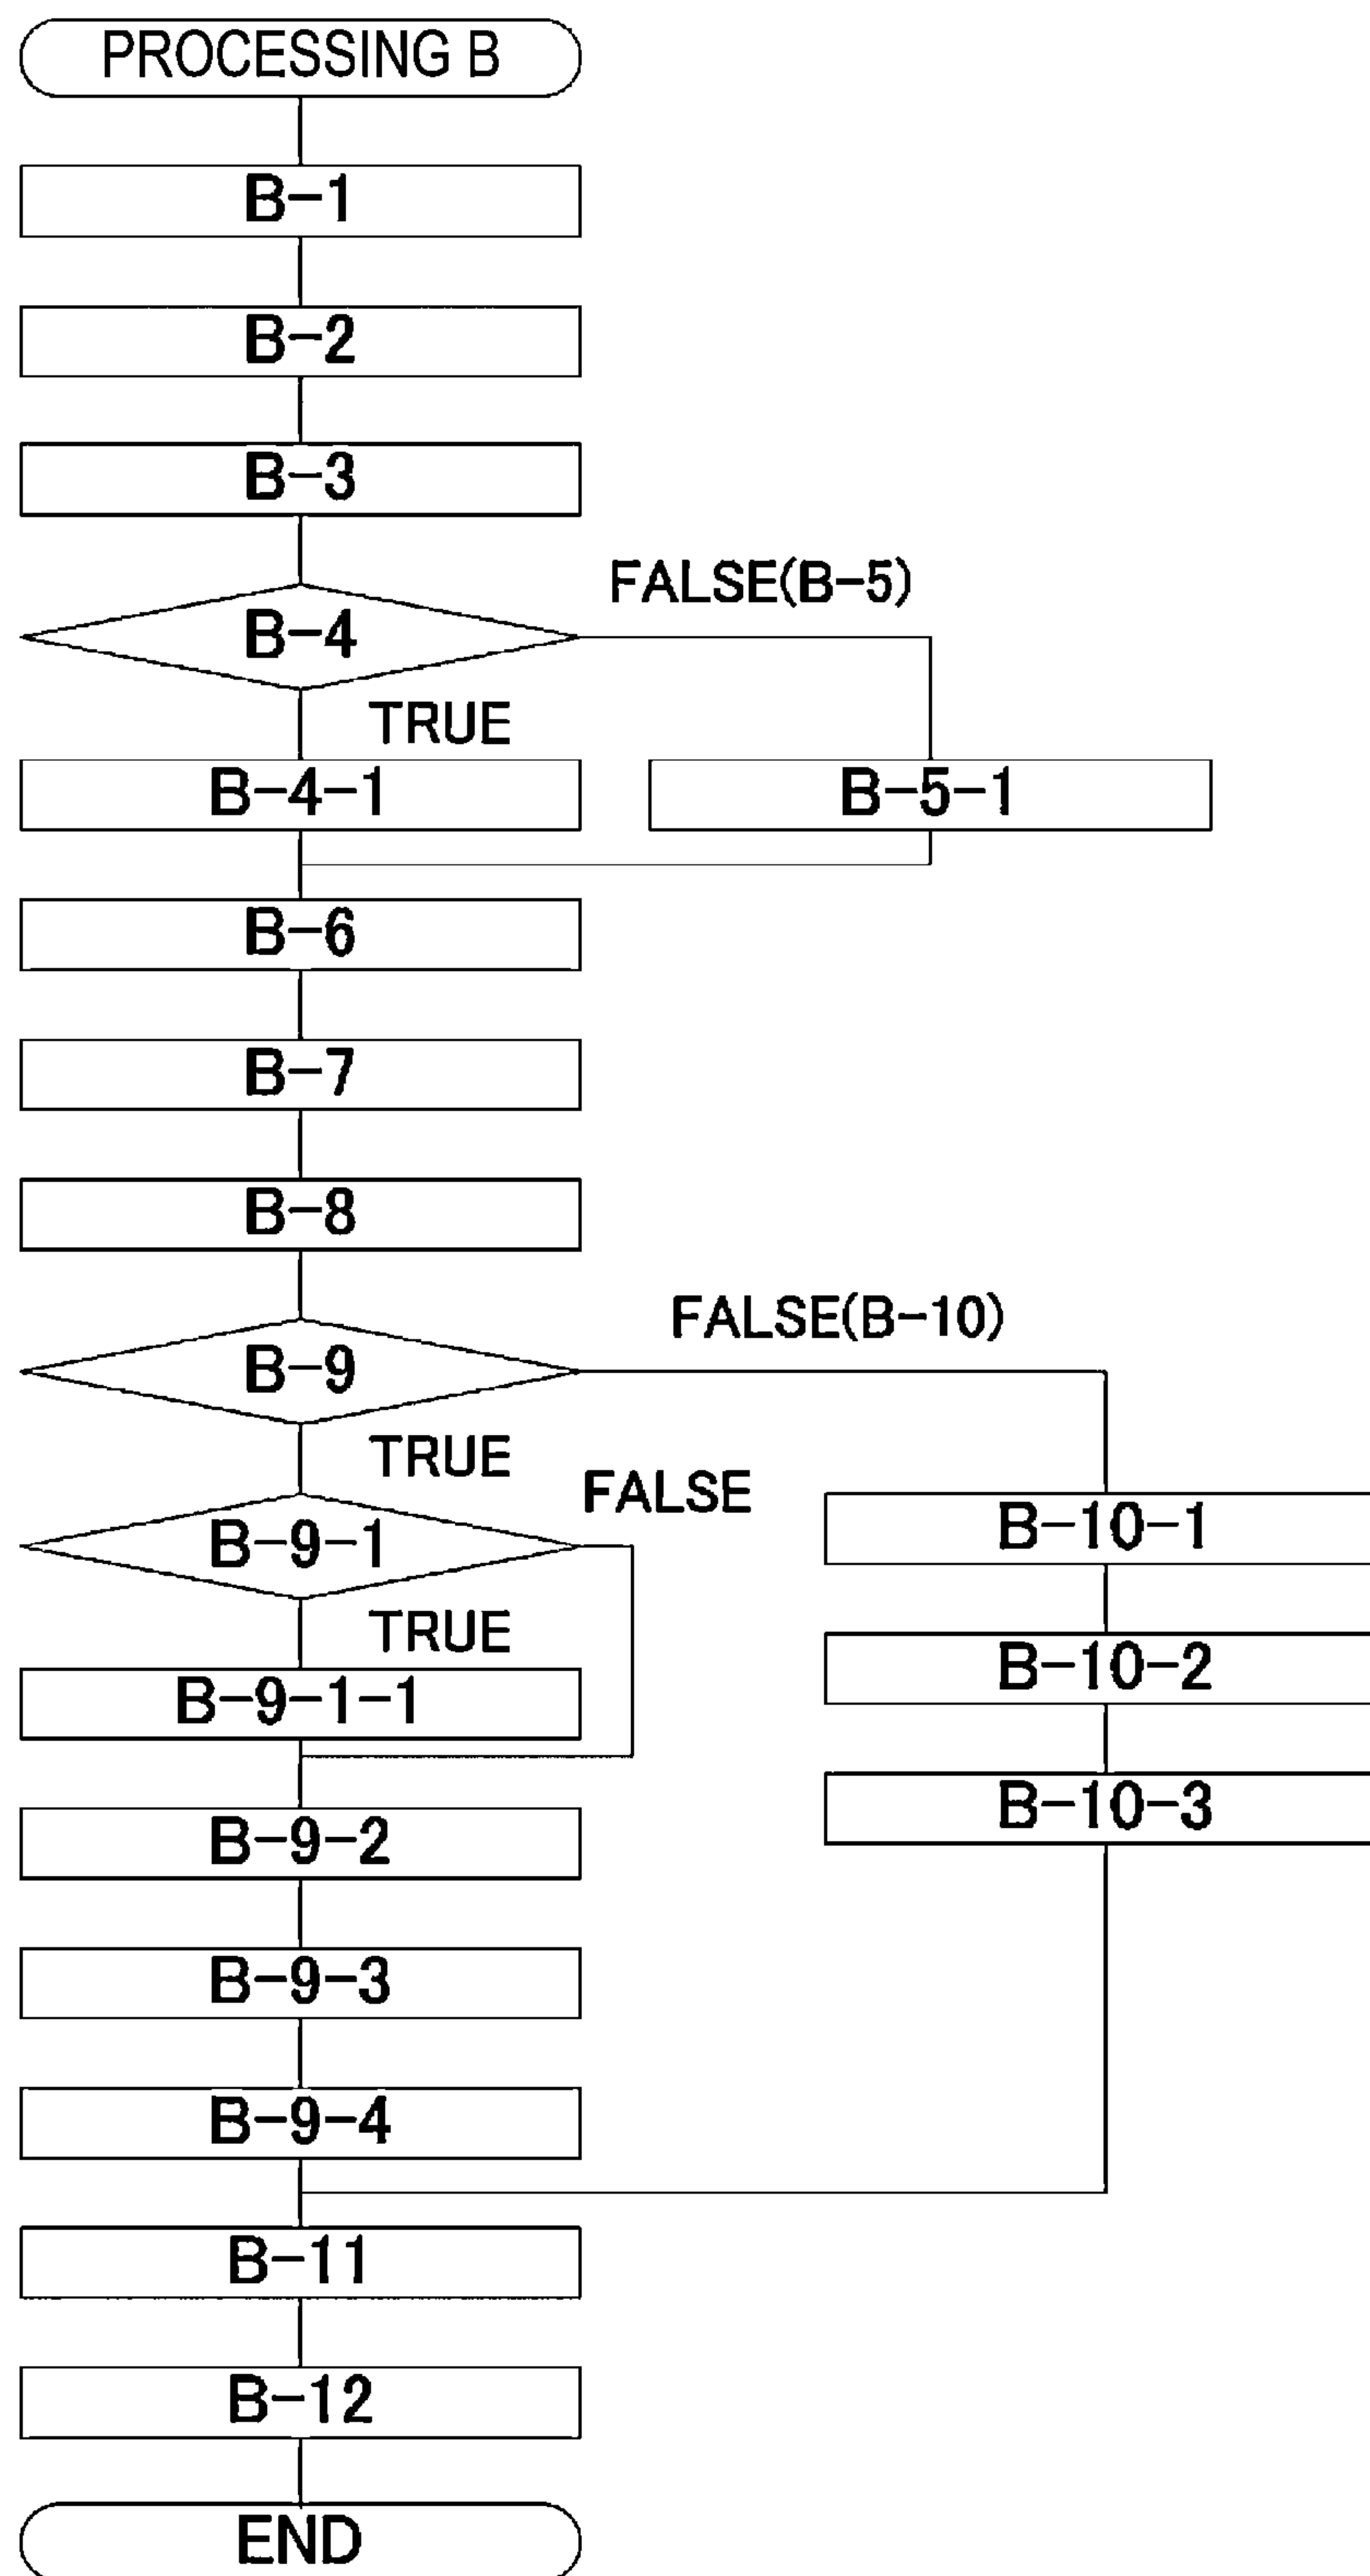 PROCESSING B
B-1
B-2
B-3
FALSE(B-5)
B-4
TRUE
B-4-1
B-5-1
B-6
B-7
B-8
FALSE(B-10)
B-9
TRUE
FALSE
B-9-1
B-10-1
TRUE
B-10-2
B-9-1-1
B-10-3
B-9-2
B-9-3
B-9-4
B-11
B-12
END